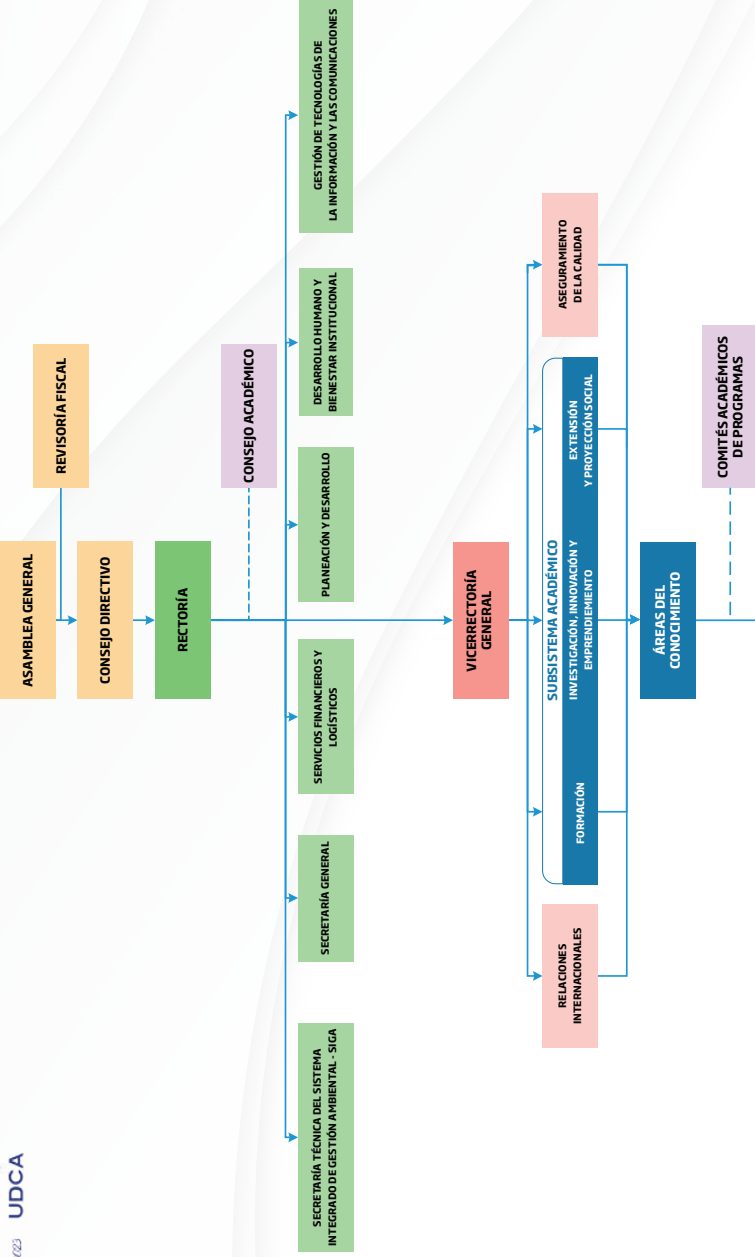 023 UDCA
ASAMBLEA GENERAL
REVISORÍA FISCAL
CONSEJO DIRECTIVO
RECTORÍA
CONSEJO ACADÉMICO
SECRETARÍA TÉCNICA DEL SISTEMA
INTEGRADO DE GESTIÓN AMBIENTAL - SIGA
SECRETARÍA GENERAL
SERVICIOS FINANCIEROS Y
LOGÍSTICOS
PLANEACIÓN Y DESARROLLO
DESARROLLO HUMANO Y
BIENESTAR INSTITUCIONAL
GESTIÓN DE TECNOLOGÍAS DE
LA INFORMACIÓN Y LAS COMUNICACIONES
VICERRECTORÍA
GENERAL
RELACIONES
INTERNACIONALES
SUBSISTEMA ACADÉMICO
FORMACIÓN
INVESTIGACIÓN, INNOVACIÓN Y
EMPRENDIEMIENTO
EXTENSIÓN
Y PROYECCIÓN SOCIAL
ASEGURAMIENTO
DE LA CALIDAD
ÁREAS DEL
CONOCIMIENTO
COMITÉS ACADÉMICOS
DE PROGRAMAS